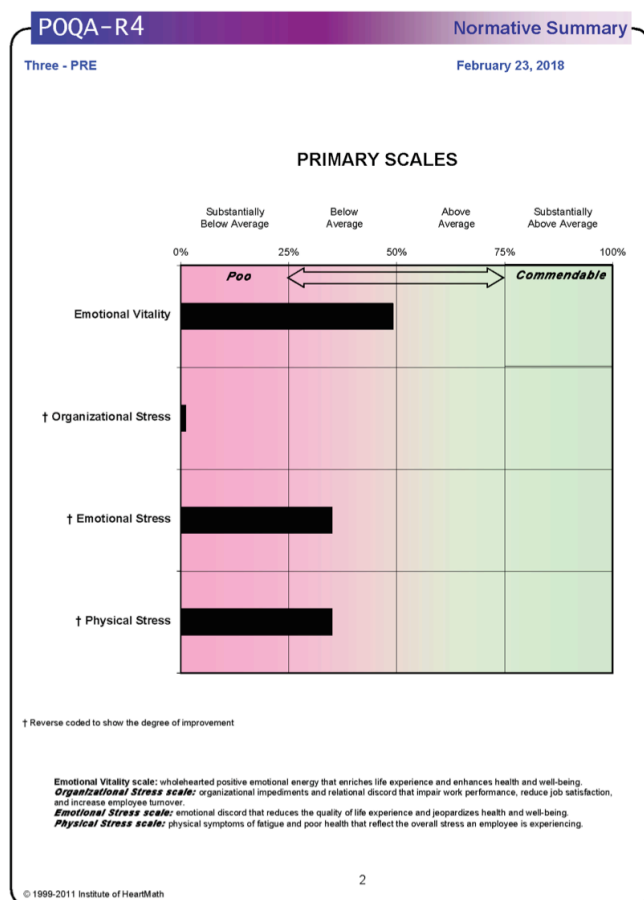 POQA-R4 Normative Summary
Three - PRE February 23, 2018
PRIMARY SCALES
Substantially Below Average
Below Average
Above Average
Substantially Above Average
0% 25% 50% 75% 100%
Poo Commendable
Emotional Vitality
† Organizational Stress
† Emotional Stress
† Physical Stress
† Reverse coded to show the degree of improvement
Emotional Vitality scale: wholehearted positive emotional energy that enriches life experience and enhances health and well-being.
Organizational Stress scale: organizational impediments and relational discord that impair work performance, reduce job satisfaction,
and increase employee turnover.
Emotional Stress scale: emotional discord that reduces the quality of life experience and jeopardizes health and well-being.
Physical Stress scale: physical symptoms of fatigue and poor health that reflect the overall stress an employee is experiencing.
2
© 1999-2011 Institute of HeartMath